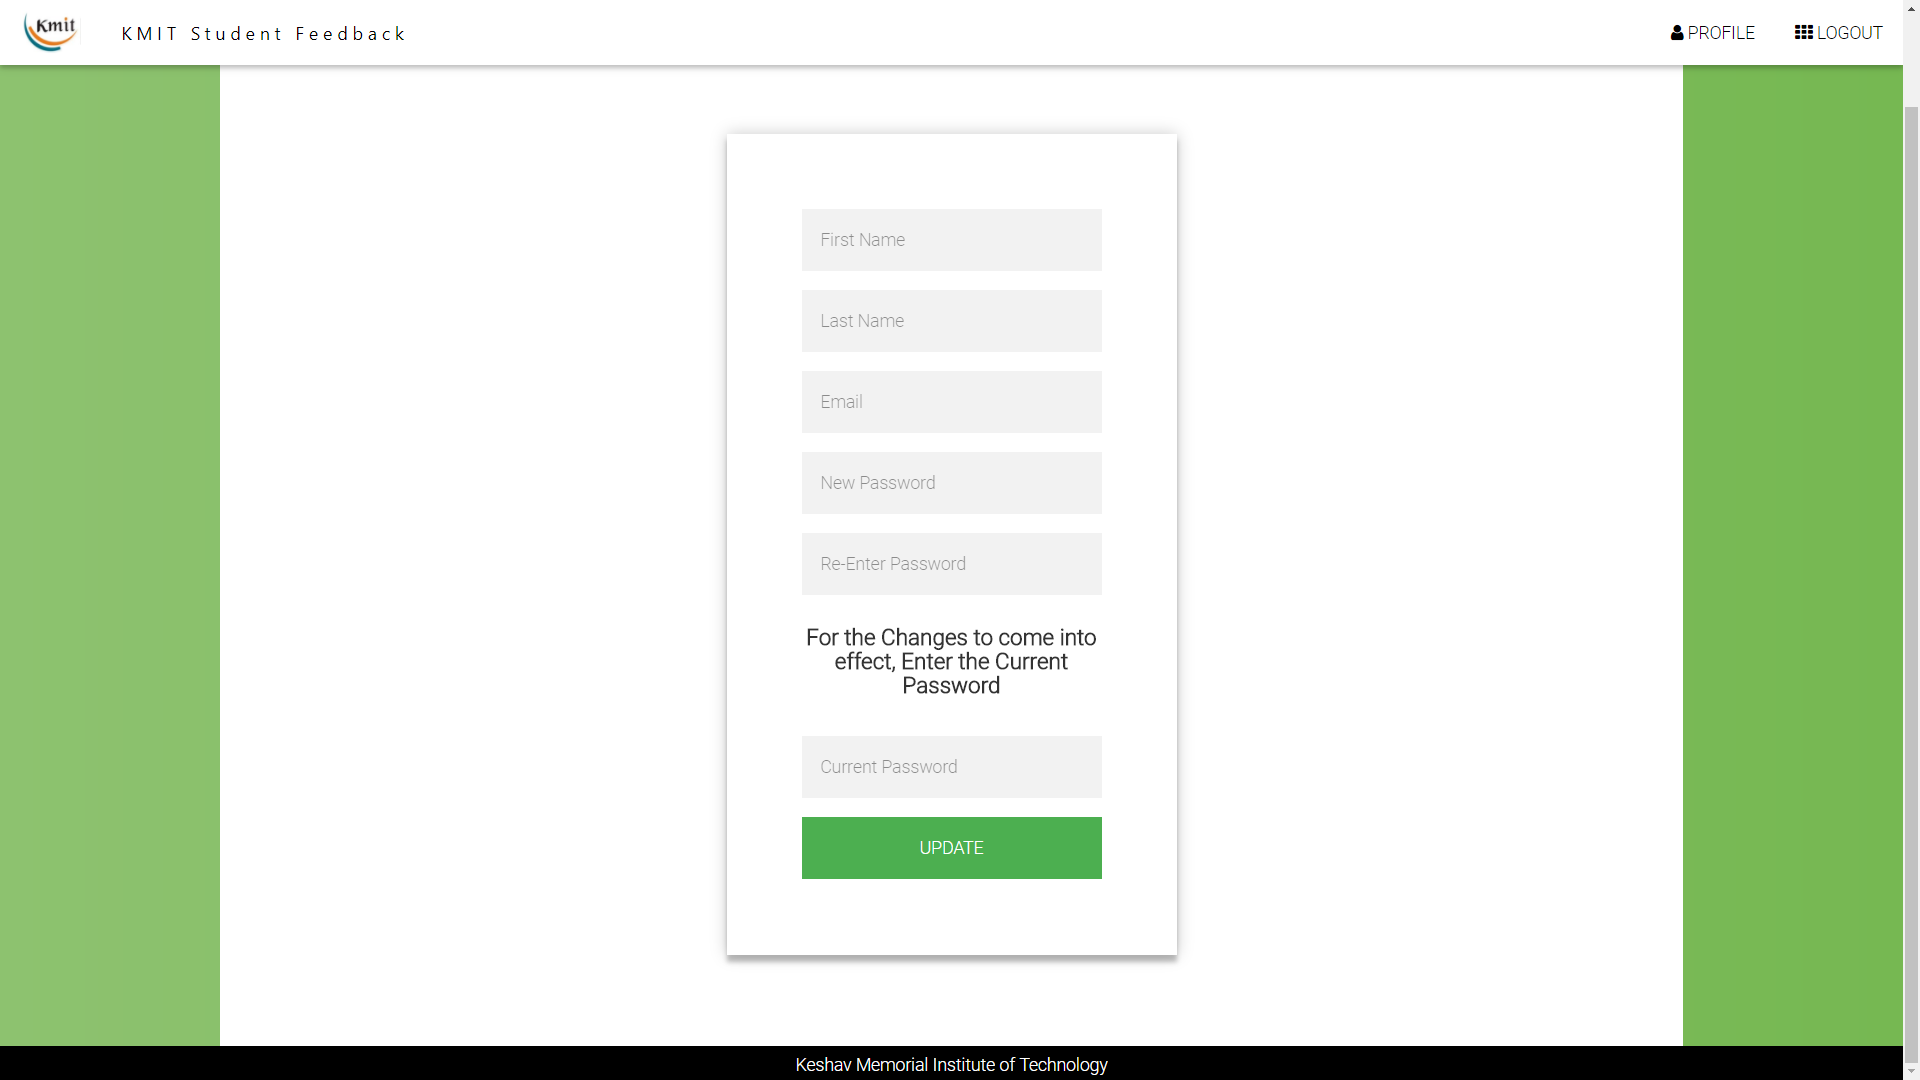 Kmit
KMIT Student Feedback
PROFILE
LOGOUT
First Name
Last Name
Email
New Password
Re-Enter Password
For the Changes to come into
effect, Enter the Current
Password
Current Password
UPDATE
Keshav Memorial Institute of Technology